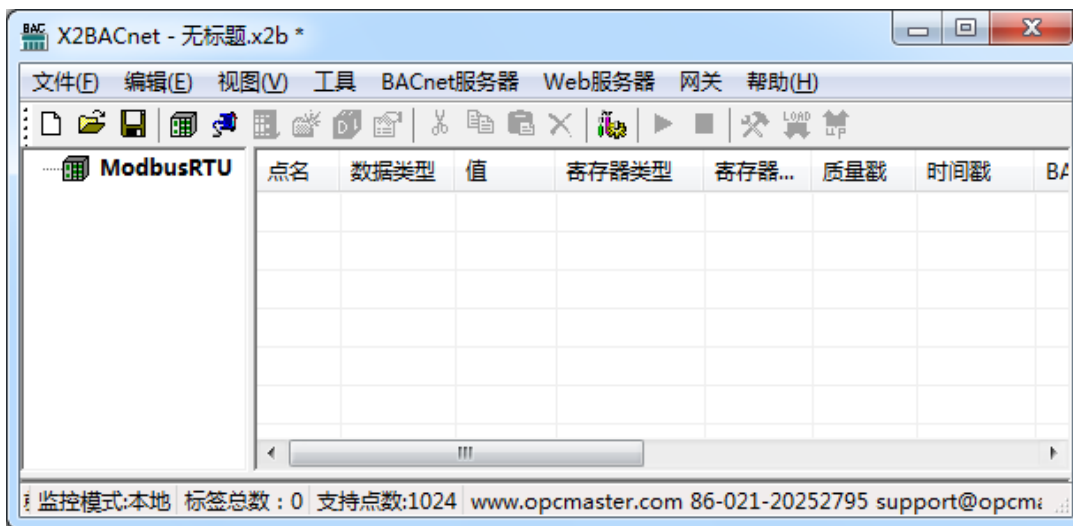 X2BACnet - 无标题.x2b *
文件(F) 编辑(E) 视图(V) 工具 BACnet服务器 Web服务器 网关 帮助(H)
ModbusRTU
点名 数据类型 值 寄存器类型 寄存器... 质量戳 时间戳 BA
监控模式:本地 标签总数：0 支持点数:1024 www.opcmaster.com 86-021-20252795 support@opcma